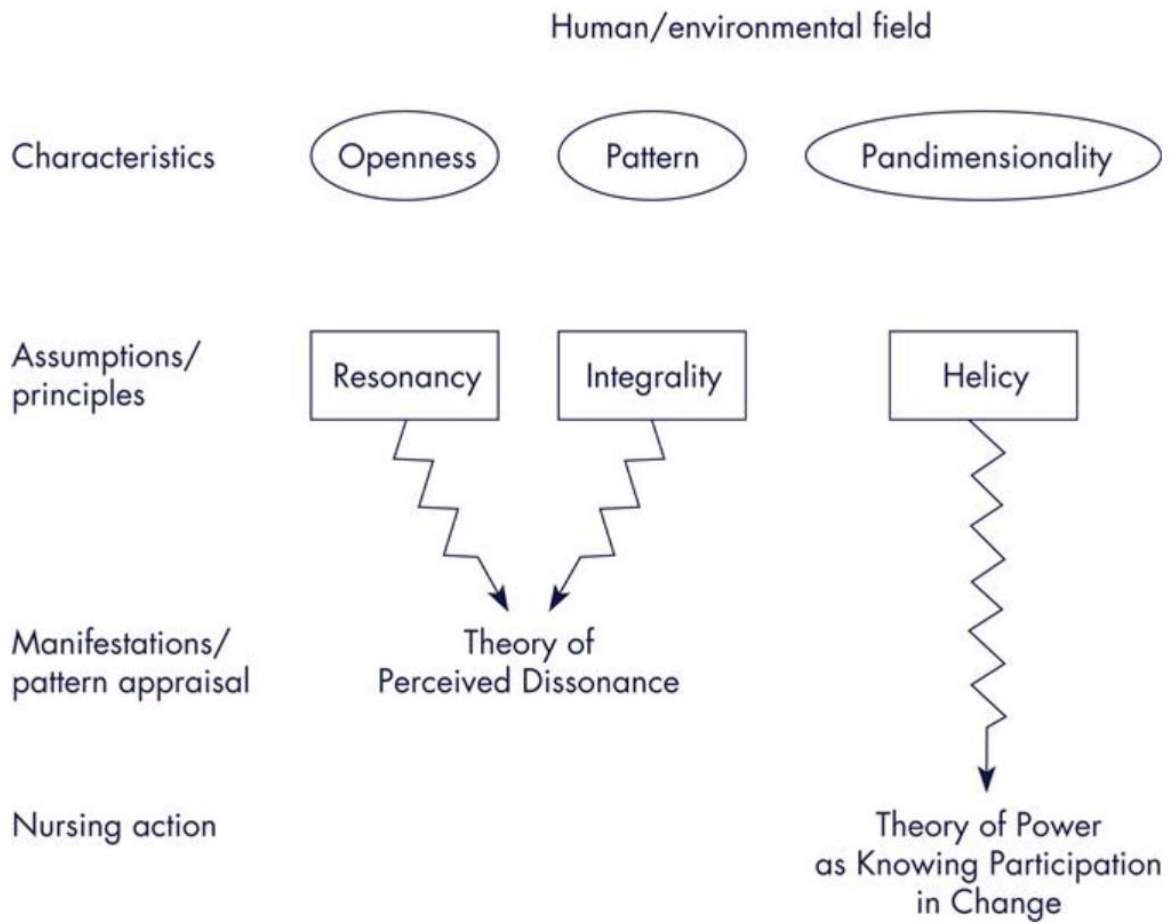 Human/environmental field
Characteristics
Openness
Pattern
Pandimensionality
Assumptions/
principles
Resonancy
Integrality
Helicy
Manifestations/
pattern appraisal
Theory of
Perceived Dissonance
Nursing action
Theory of Power
as Knowing Participation
in Change